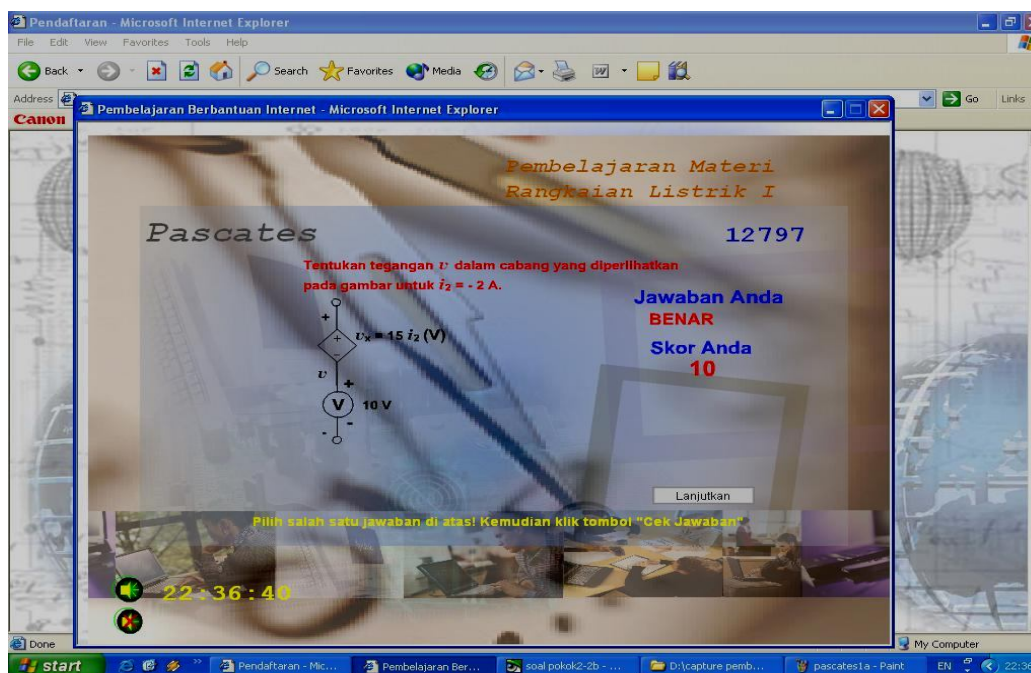 Pendaftaran - Microsoft Internet Explorer
File Edit View Favorites Tools Help
Back Search Favorites Media
Address Go Links
Canon
Pembelajaran Berbantuan Internet - Microsoft Internet Explorer
Pembelajaran Materi
Rangkaian Listrik I
Pascates
12797
Tentukan tegangan v dalam cabang yang diperlihatkan
pada gambar untuk i₂ = - 2 A.
Jawaban Anda
BENAR
Skor Anda
10
+
+
-
vₓ = 15 i₂ (V)
v
+
V
10 V
-
-
Lanjutkan
Pilih salah satu jawaban di atas! Kemudian klik tombol "Cek Jawaban"
22:36:40
Done
My Computer
start
Pendaftaran - Mic...
Pembelajaran Ber...
soal pokok2-2b - ...
D:\capture pemb...
pascates1a - Paint
EN
22:36